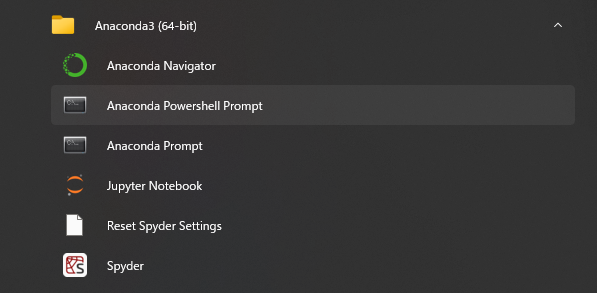 Anaconda3 (64-bit)
Anaconda Navigator
Anaconda Powershell Prompt
Anaconda Prompt
Jupyter Notebook
Reset Spyder Settings
Spyder